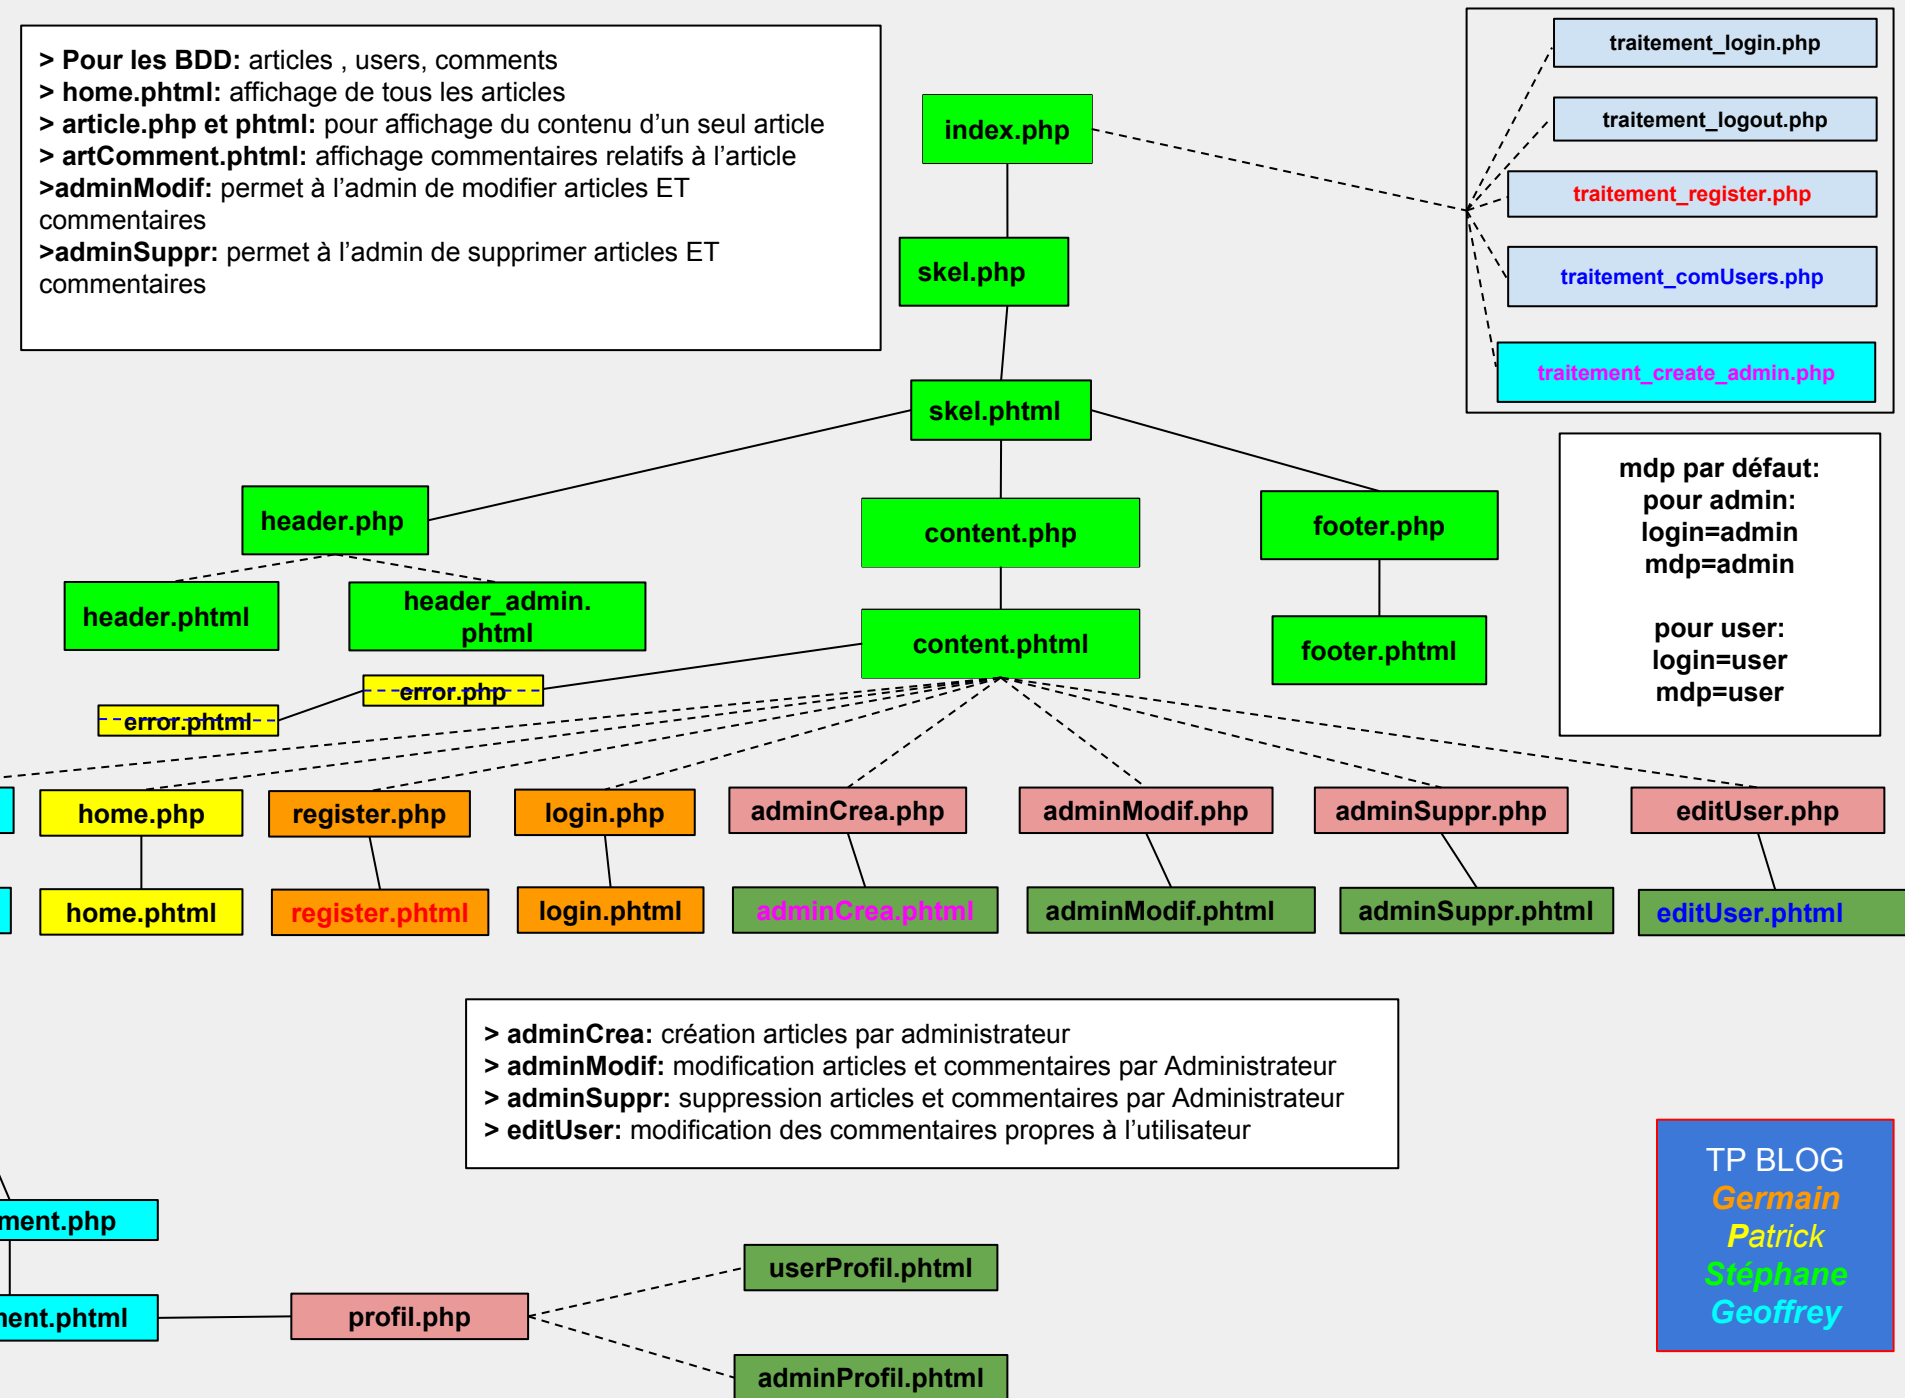 > Pour les BDD: articles , users, comments
> home.phtml: affichage de tous les articles
> article.php et phtml: pour affichage du contenu d’un seul article
> artComment.phtml: affichage commentaires relatifs à l’article
>adminModif: permet à l’admin de modifier articles ET
commentaires
>adminSuppr: permet à l’admin de supprimer articles ET
commentaires
index.php
skel.php
skel.phtml
traitement_login.php
traitement_logout.php
traitement_register.php
traitement_comUsers.php
traitement_create_admin.php
mdp par défaut:
pour admin:
login=admin
mdp=admin
pour user:
login=user
mdp=user
header.php
content.php
footer.php
header.phtml
header_admin.
phtml
content.phtml
footer.phtml
error.php
error.phtml
home.php
register.php
login.php
adminCrea.php
adminModif.php
adminSuppr.php
editUser.php
home.phtml
register.phtml
login.phtml
adminCrea.phtml
adminModif.phtml
adminSuppr.phtml
editUser.phtml
> adminCrea: création articles par administrateur
> adminModif: modification articles et commentaires par Administrateur
> adminSuppr: suppression articles et commentaires par Administrateur
> editUser: modification des commentaires propres à l’utilisateur
ment.php
ment.phtml
profil.php
userProfil.phtml
adminProfil.phtml
TP BLOG
Germain
Patrick
Stéphane
Geoffrey